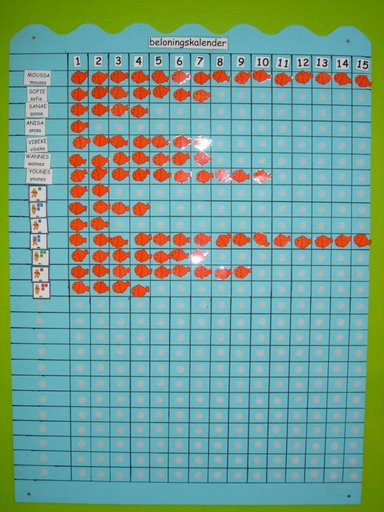 beloningskalender
1 2 3 4 5 6 7 8 9 10 11 12 13 14 15
MOUSSA
moussa
SOFIE
sofie
SANAE
sanae
ANISA
anisa
VIBEKE
vibeke
WANNES
wannes
YOUNES
younes